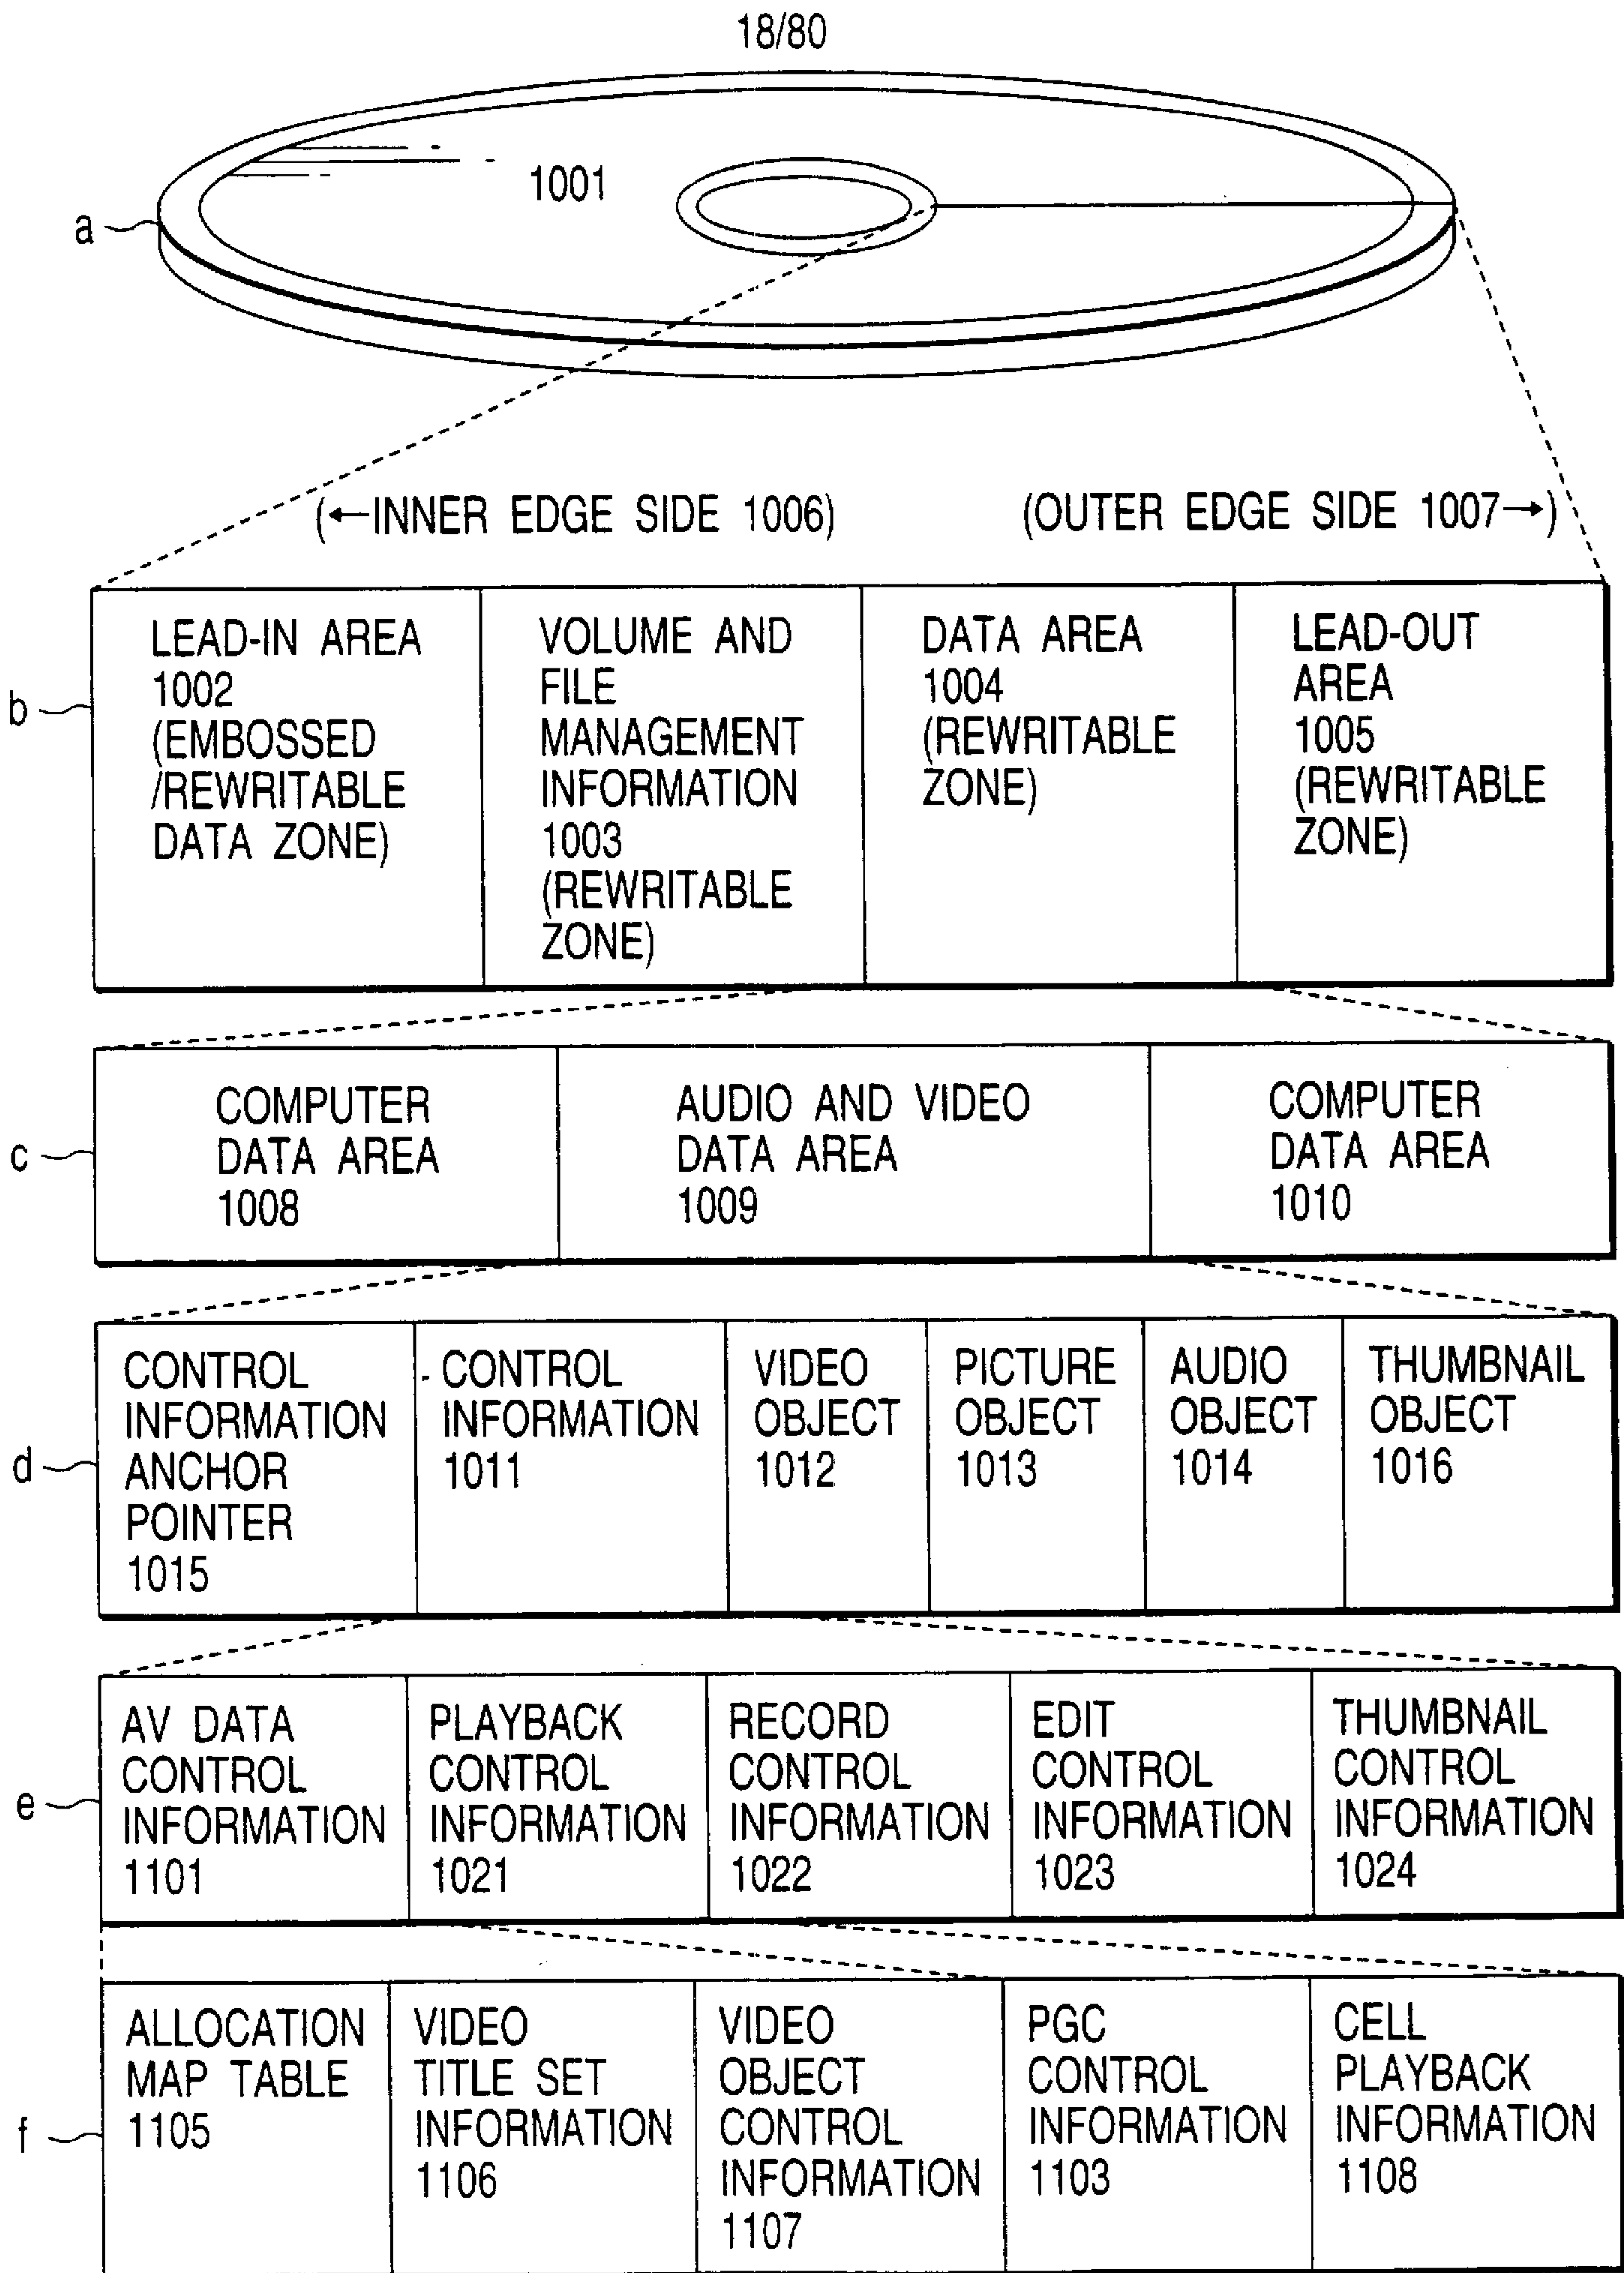 18/80
1001
a
(←INNER EDGE SIDE 1006)
(OUTER EDGE SIDE 1007→)
b
LEAD-IN AREA
1002
(EMBOSSED
/REWRITABLE
DATA ZONE)
VOLUME AND
FILE
MANAGEMENT
INFORMATION
1003
(REWRITABLE
ZONE)
DATA AREA
1004
(REWRITABLE
ZONE)
LEAD-OUT
AREA
1005
(REWRITABLE
ZONE)
c
COMPUTER
DATA AREA
1008
AUDIO AND VIDEO
DATA AREA
1009
COMPUTER
DATA AREA
1010
d
CONTROL
INFORMATION
ANCHOR
POINTER
1015
CONTROL
INFORMATION
1011
VIDEO
OBJECT
1012
PICTURE
OBJECT
1013
AUDIO
OBJECT
1014
THUMBNAIL
OBJECT
1016
e
AV DATA
CONTROL
INFORMATION
1101
PLAYBACK
CONTROL
INFORMATION
1021
RECORD
CONTROL
INFORMATION
1022
EDIT
CONTROL
INFORMATION
1023
THUMBNAIL
CONTROL
INFORMATION
1024
f
ALLOCATION
MAP TABLE
1105
VIDEO
TITLE SET
INFORMATION
1106
VIDEO
OBJECT
CONTROL
INFORMATION
1107
PGC
CONTROL
INFORMATION
1103
CELL
PLAYBACK
INFORMATION
1108